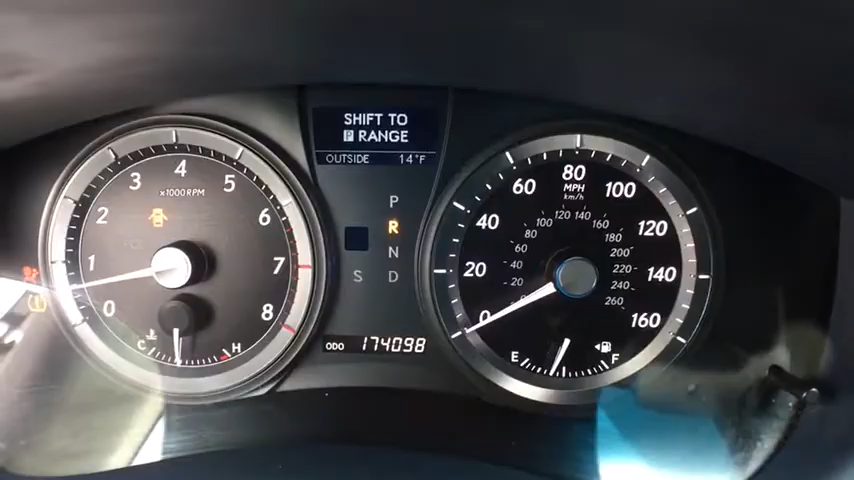 SHIFT TO
P RANGE
OUTSIDE 14°F
P
R
N
S D
ODO 174098
0 1 2 3 4 5 6 7 8
x1000RPM
C H
0 20 40 60 80 100 120 140 160
MPH
km/h
20 40 60 80 100 120 140 160 180 200 220 240 260
E F